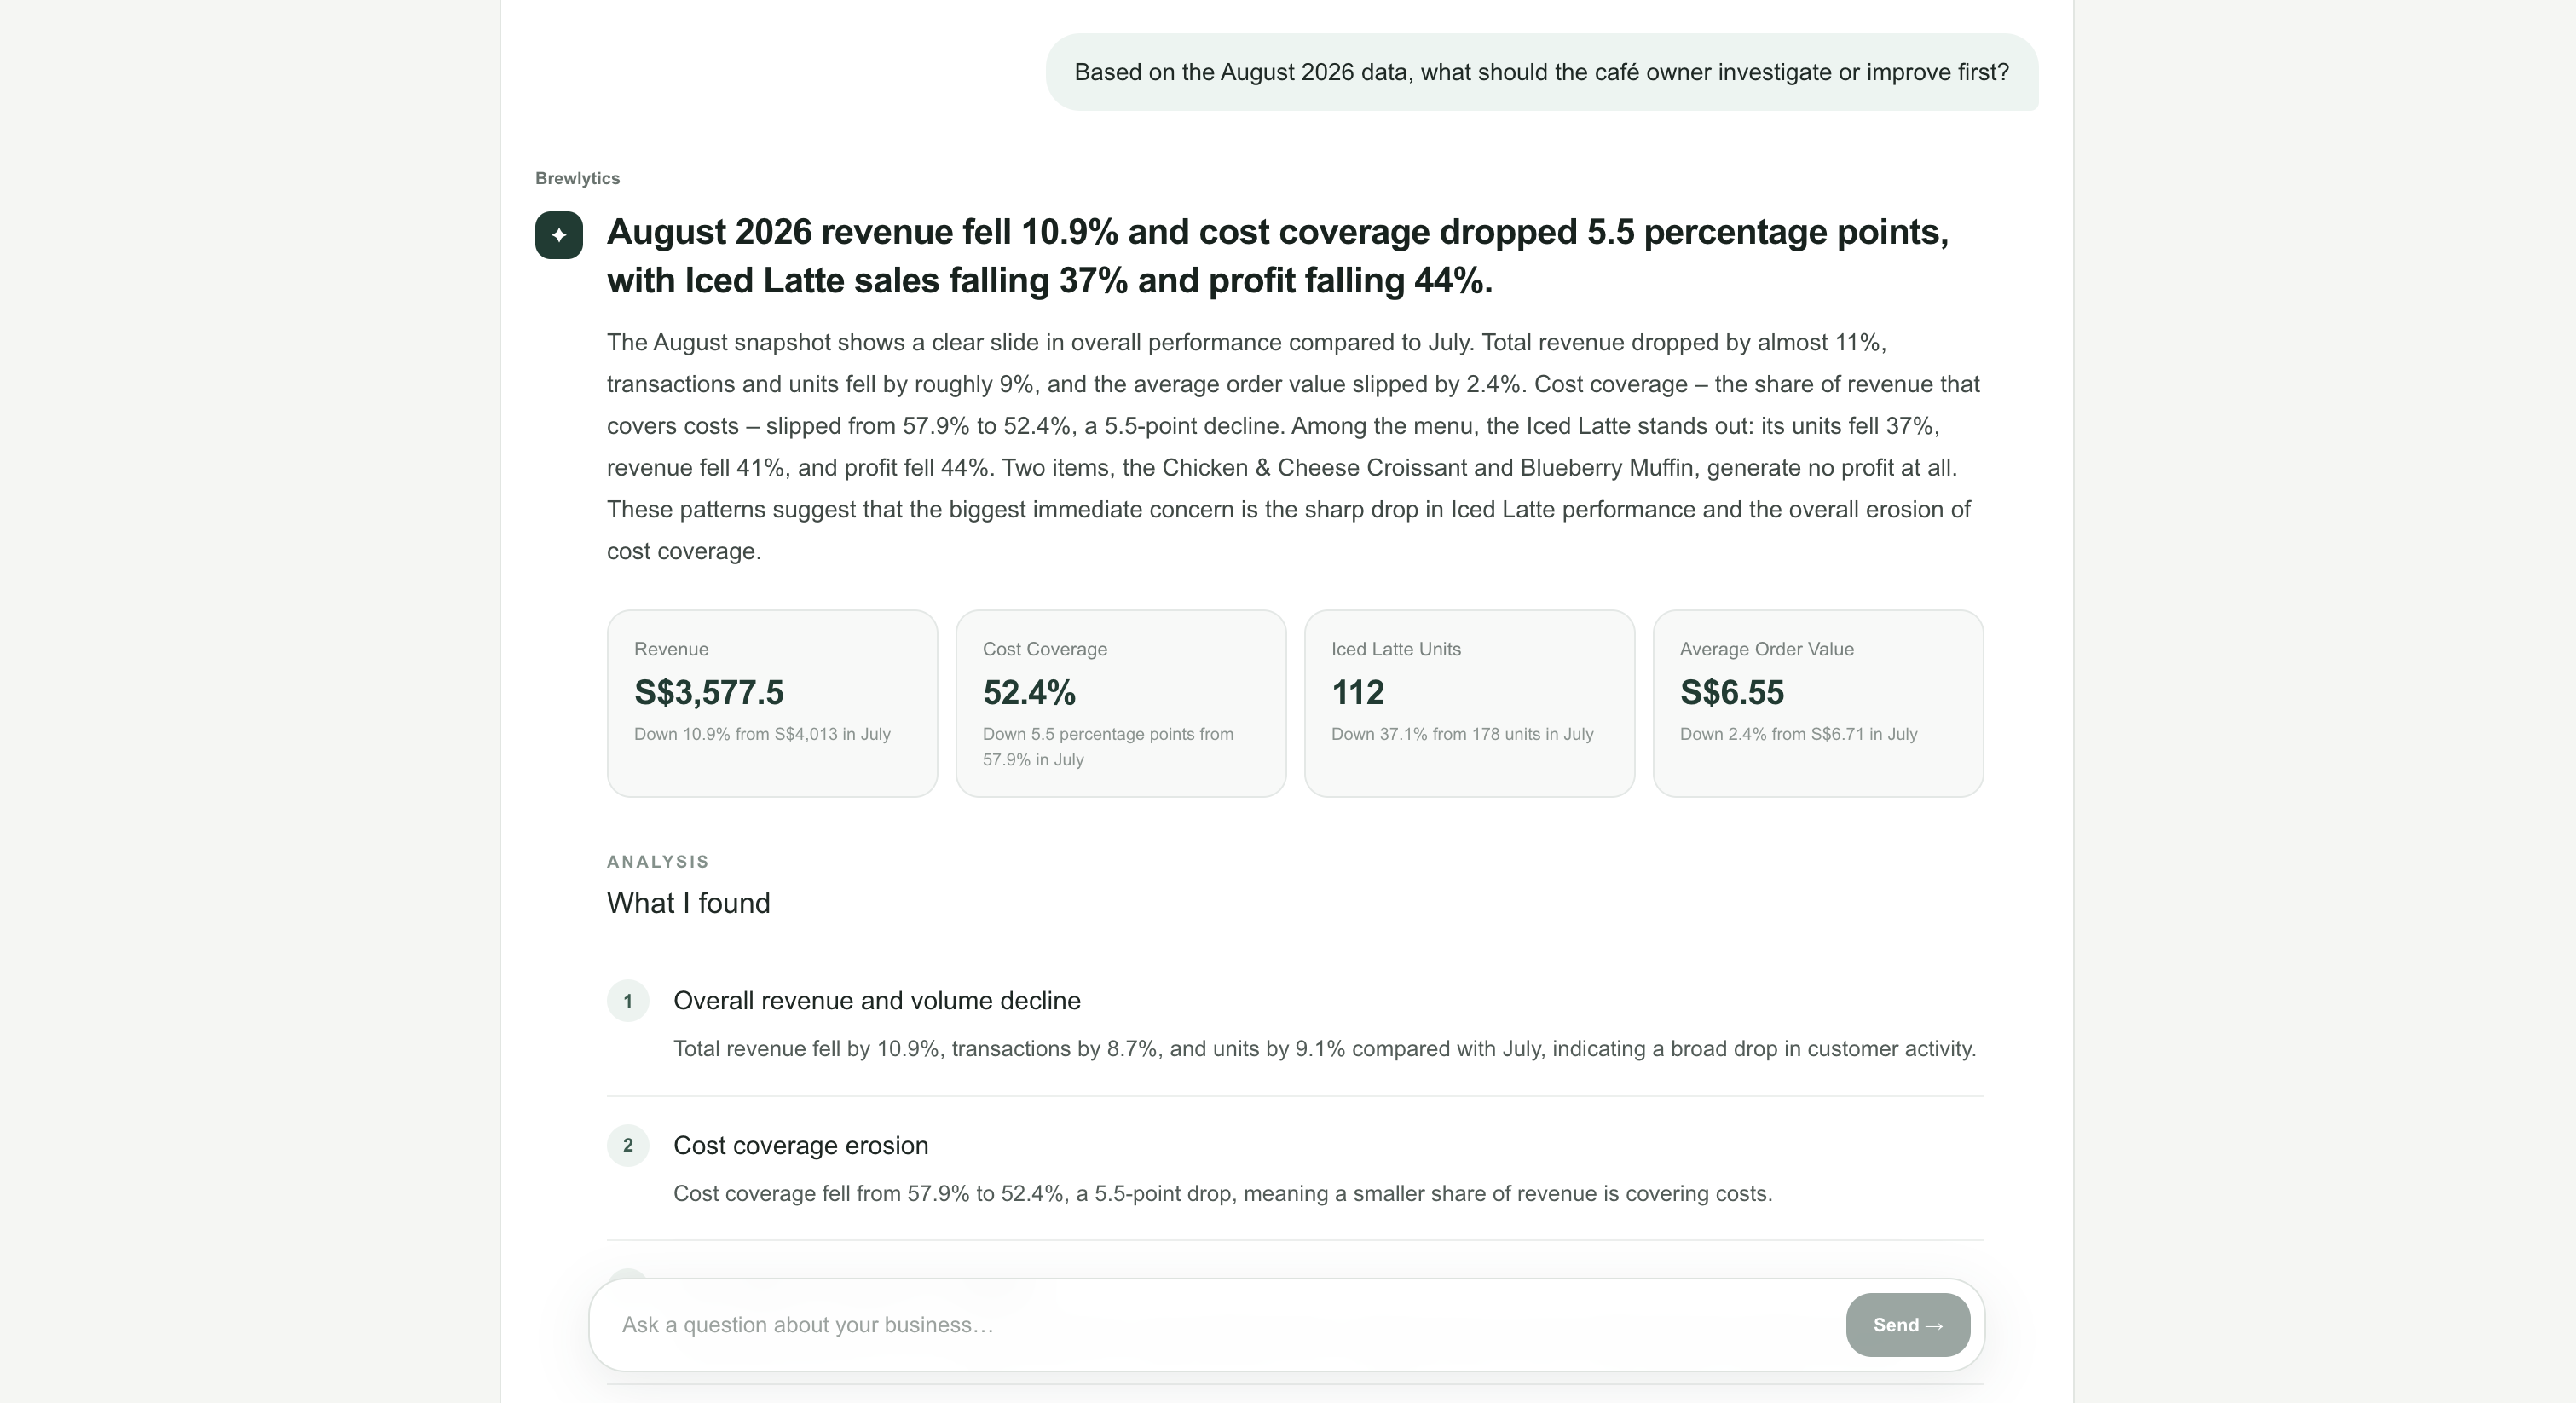 Based on the August 2026 data, what should the café owner investigate or improve first?
Brewlytics
August 2026 revenue fell 10.9% and cost coverage dropped 5.5 percentage points,
with Iced Latte sales falling 37% and profit falling 44%.
The August snapshot shows a clear slide in overall performance compared to July. Total revenue dropped by almost 11%,
transactions and units fell by roughly 9%, and the average order value slipped by 2.4%. Cost coverage – the share of revenue that
covers costs – slipped from 57.9% to 52.4%, a 5.5-point decline. Among the menu, the Iced Latte stands out: its units fell 37%,
revenue fell 41%, and profit fell 44%. Two items, the Chicken & Cheese Croissant and Blueberry Muffin, generate no profit at all.
These patterns suggest that the biggest immediate concern is the sharp drop in Iced Latte performance and the overall erosion of
cost coverage.
Revenue
S$3,577.5
Down 10.9% from S$4,013 in July
Cost Coverage
52.4%
Down 5.5 percentage points from
57.9% in July
Iced Latte Units
112
Down 37.1% from 178 units in July
Average Order Value
S$6.55
Down 2.4% from S$6.71 in July
ANALYSIS
What I found
1
Overall revenue and volume decline
Total revenue fell by 10.9%, transactions by 8.7%, and units by 9.1% compared with July, indicating a broad drop in customer activity.
2
Cost coverage erosion
Cost coverage fell from 57.9% to 52.4%, a 5.5-point drop, meaning a smaller share of revenue is covering costs.
Ask a question about your business…
Send →